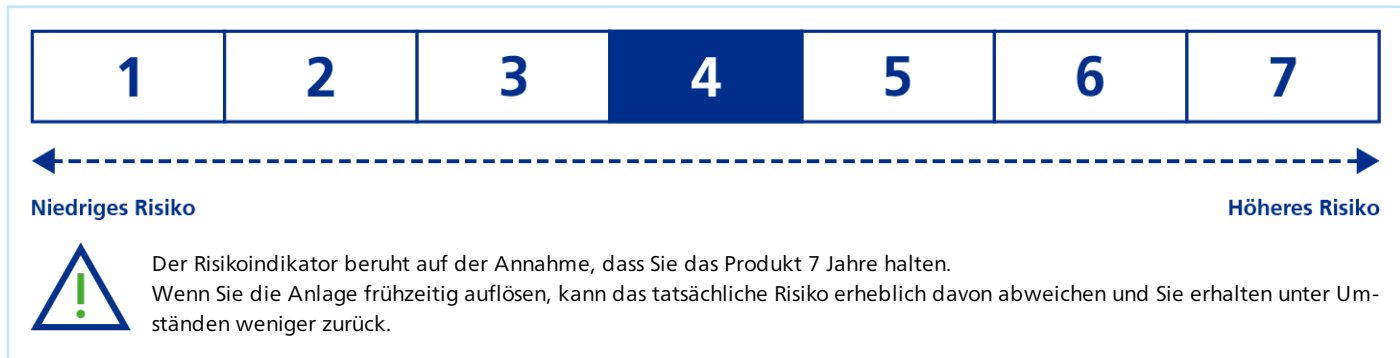 1 2 3 4 5 6 7
Niedriges Risiko Höheres Risiko
Der Risikoindikator beruht auf der Annahme, dass Sie das Produkt 7 Jahre halten.
Wenn Sie die Anlage frühzeitig auflösen, kann das tatsächliche Risiko erheblich davon abweichen und Sie erhalten unter Um-
ständen weniger zurück.